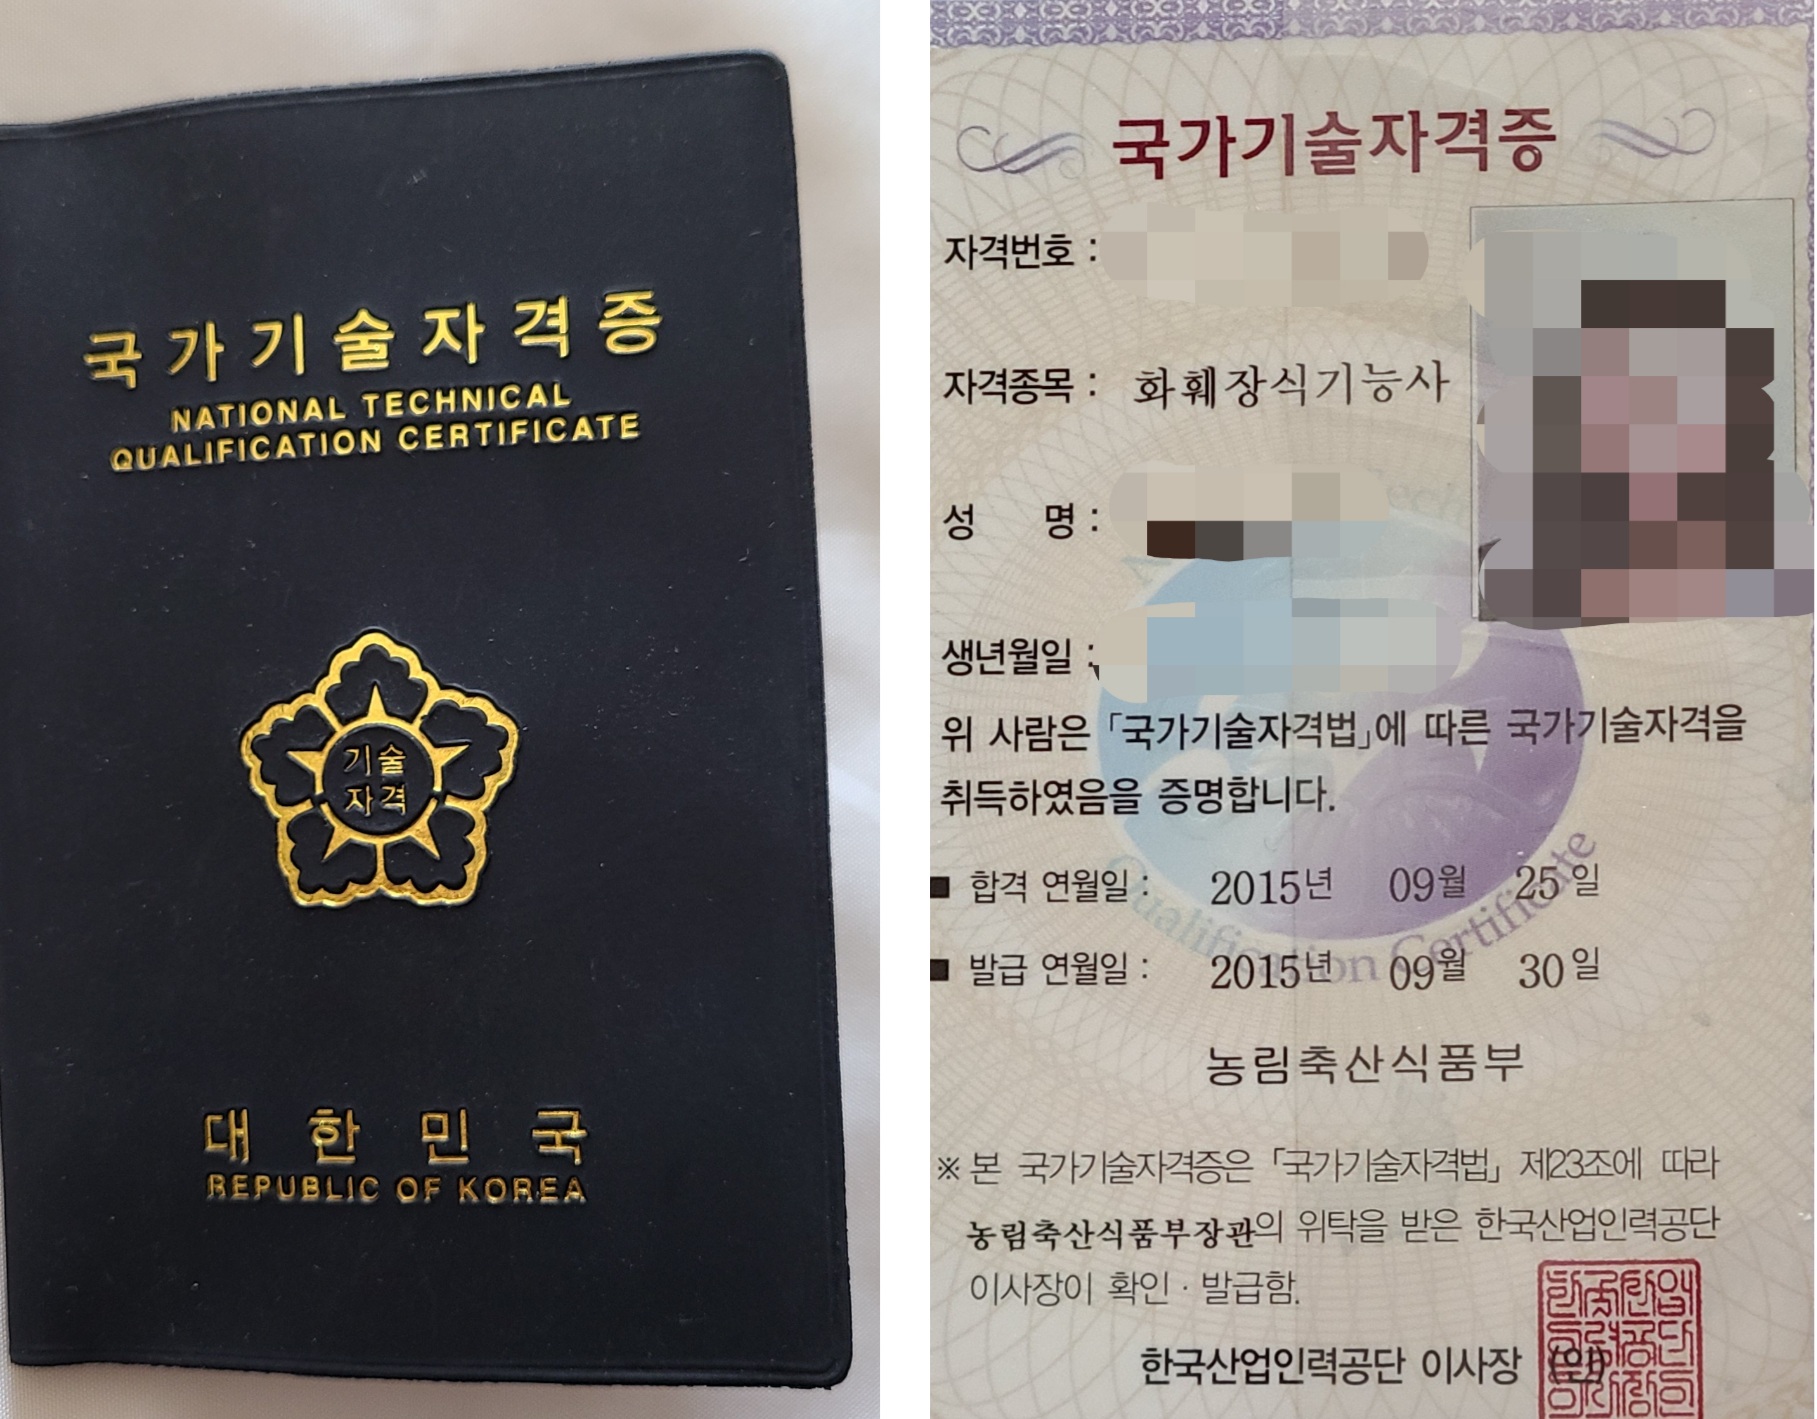 국가기술자격증
NATIONAL TECHNICAL
QUALIFICATION CERTIFICATE
기술
자격
대한민국
REPUBLIC OF KOREA
국가기술자격증
자격번호 :
자격종목 : 화훼장식기능사
성 명 :
생년월일 :
위 사람은 「국가기술자격법」에 따른 국가기술자격을
취득하였음을 증명합니다.
■ 합격 연월일 : 2015년 09월 25일
■ 발급 연월일 : 2015년 09월 30일
Qualification Certificate
농림축산식품부
※ 본 국가기술자격증은 「국가기술자격법」 제23조에 따라
농림축산식품부장관의 위탁을 받은 한국산업인력공단
이사장이 확인 · 발급함.
한국산업인력공단 이사장 (인)